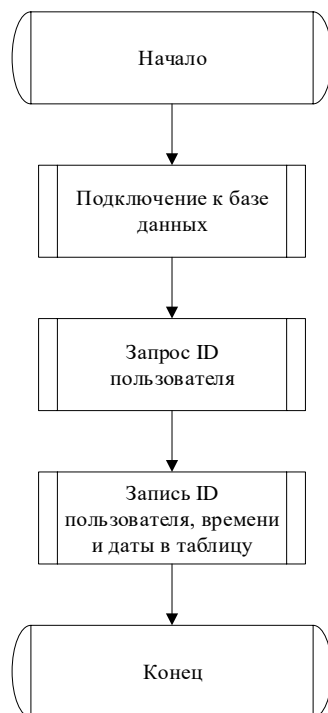 Начало
Подключение к базе
данных
Запрос ID
пользователя
Запись ID
пользователя, времени
и даты в таблицу
Конец